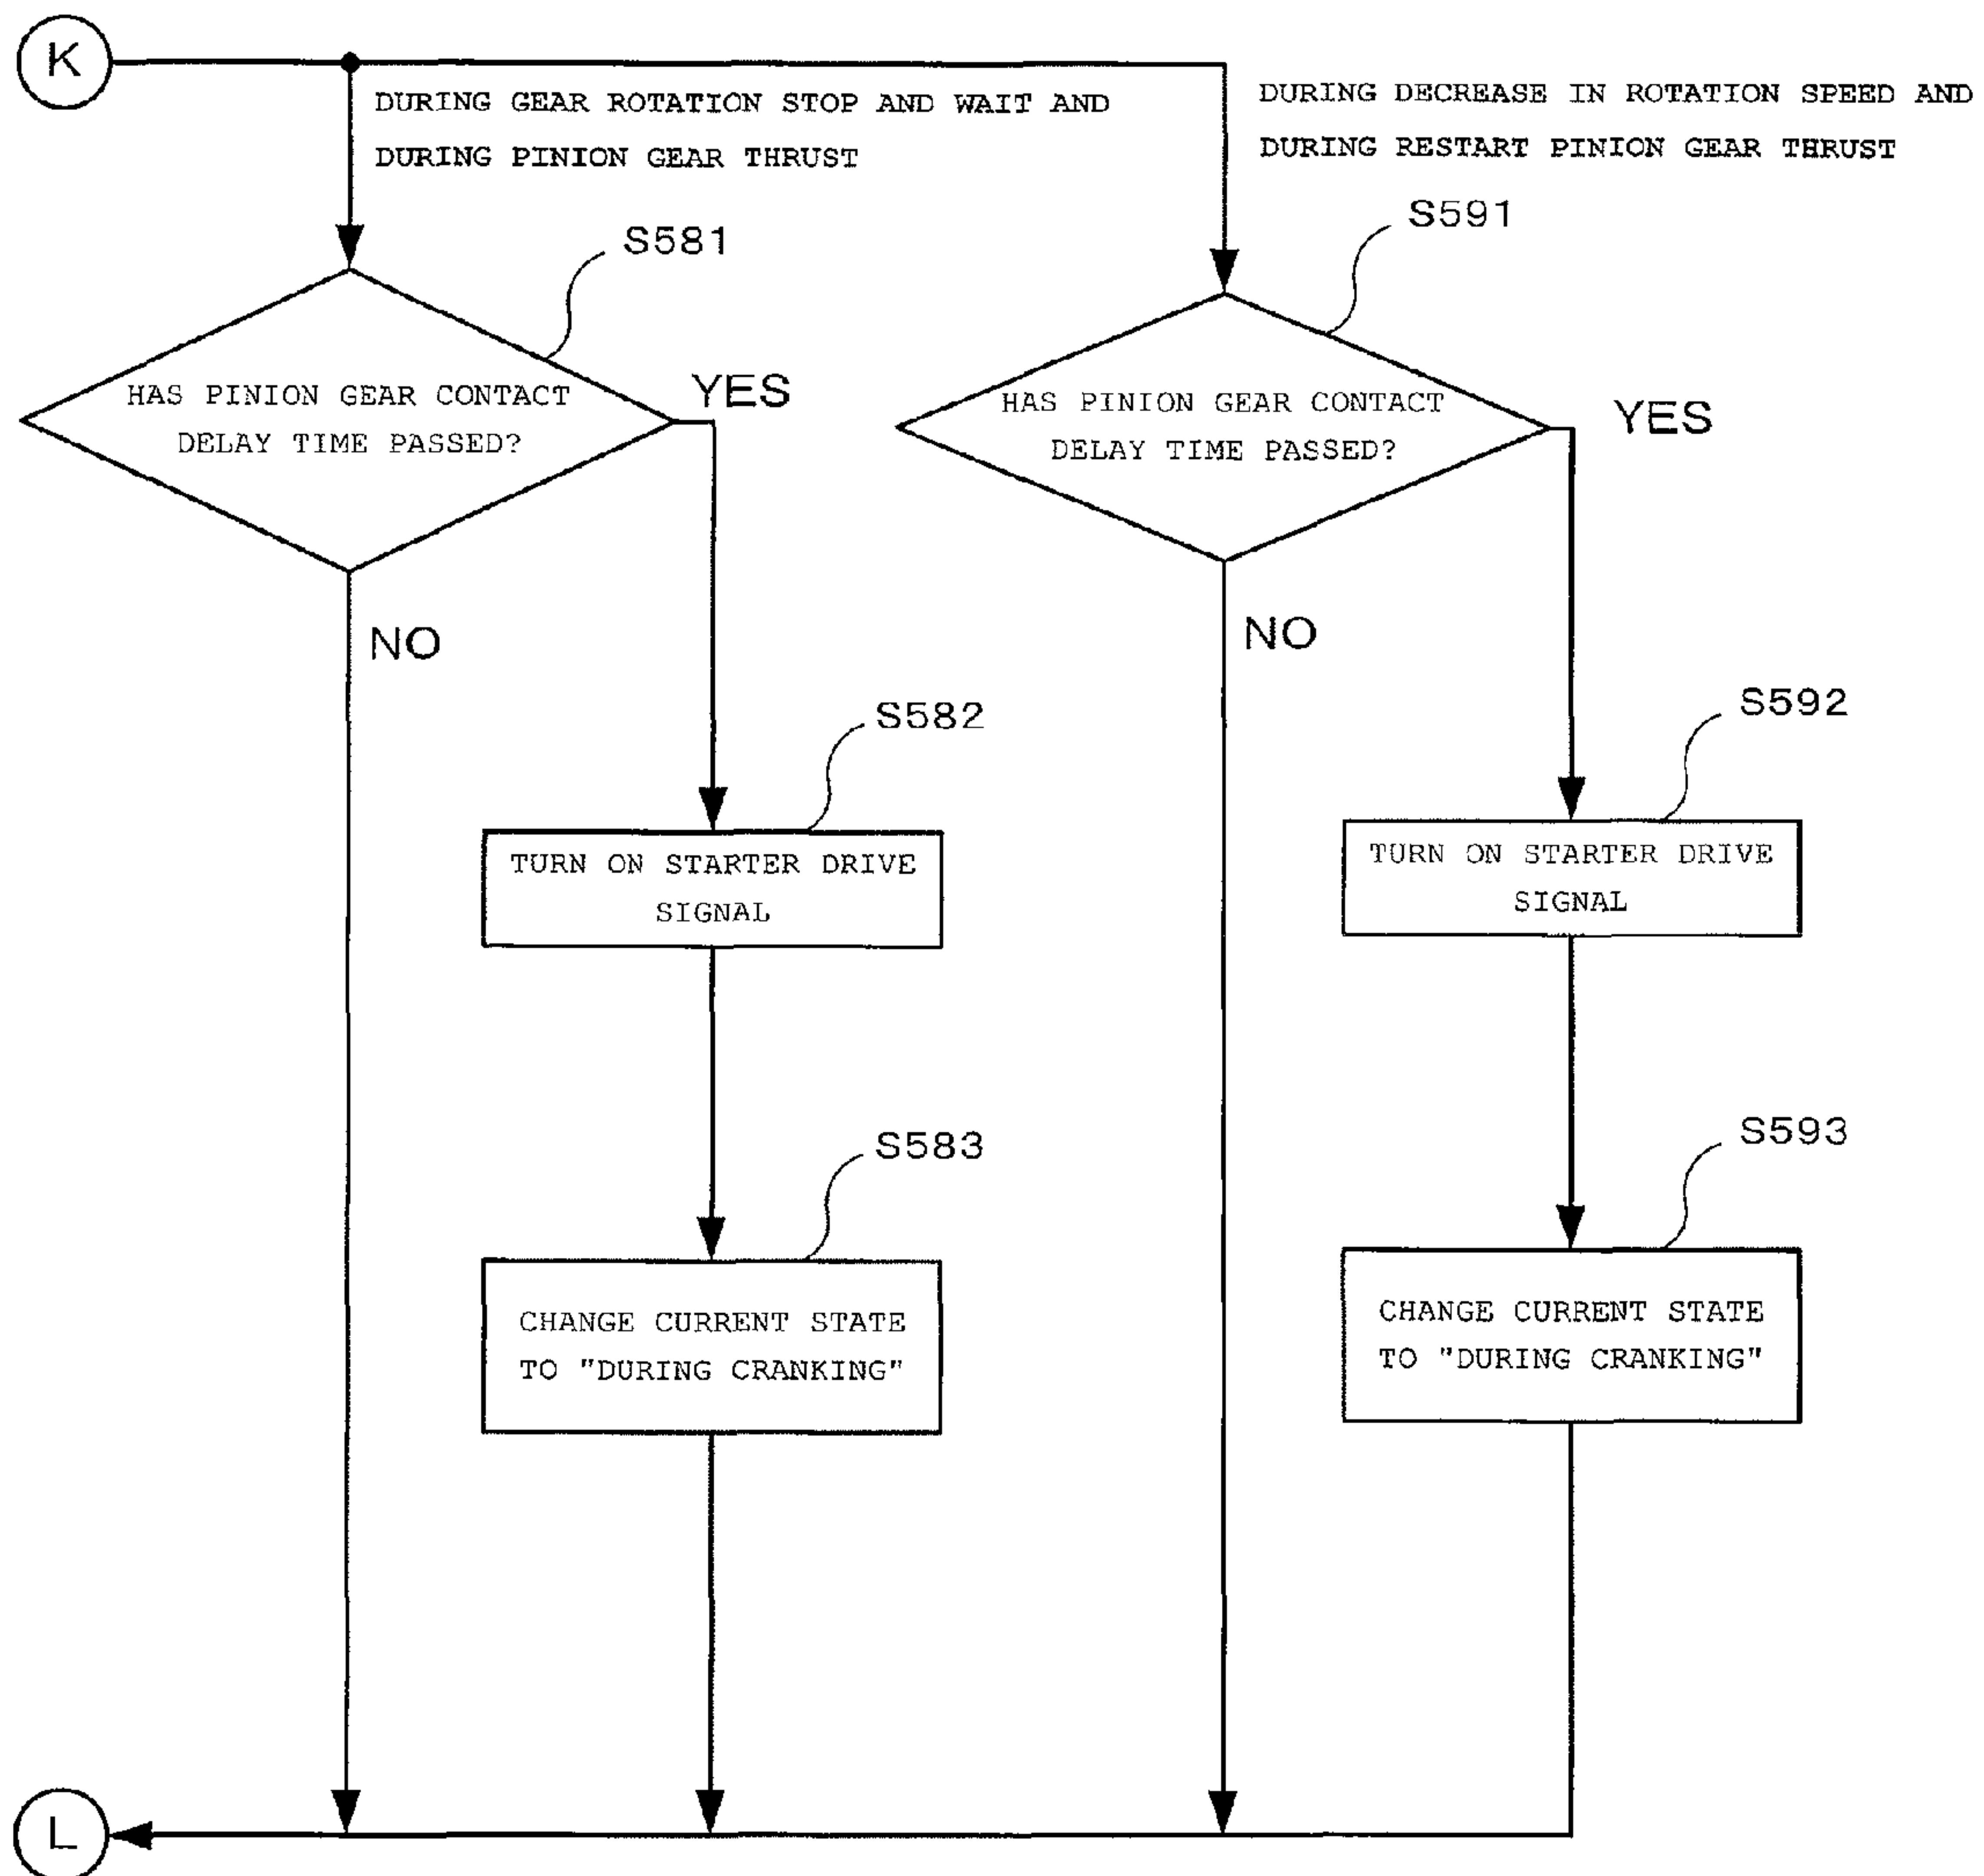 K
DURING GEAR ROTATION STOP AND WAIT AND
DURING PINION GEAR THRUST
DURING DECREASE IN ROTATION SPEED AND
DURING RESTART PINION GEAR THRUST
S581
HAS PINION GEAR CONTACT
DELAY TIME PASSED?
YES
NO
S582
TURN ON STARTER DRIVE
SIGNAL
S583
CHANGE CURRENT STATE
TO "DURING CRANKING"
S591
HAS PINION GEAR CONTACT
DELAY TIME PASSED?
YES
NO
S592
TURN ON STARTER DRIVE
SIGNAL
S593
CHANGE CURRENT STATE
TO "DURING CRANKING"
L